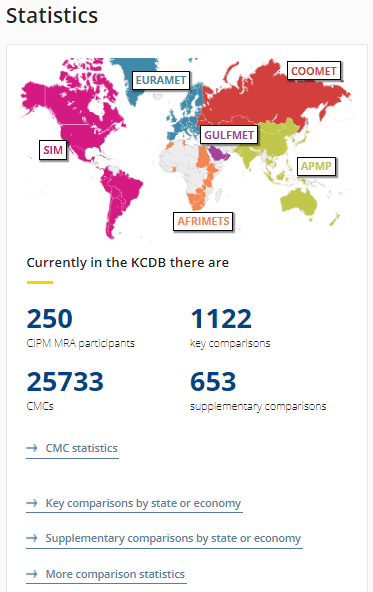 Statistics
EURAMET
COOMET
GULFMET
SIM
APMP
AFRIMETS
Currently in the KCDB there are
250
CIPM MRA participants
1122
key comparisons
25733
CMCs
653
supplementary comparisons
→ CMC statistics
→ Key comparisons by state or economy
→ Supplementary comparisons by state or economy
→ More comparison statistics